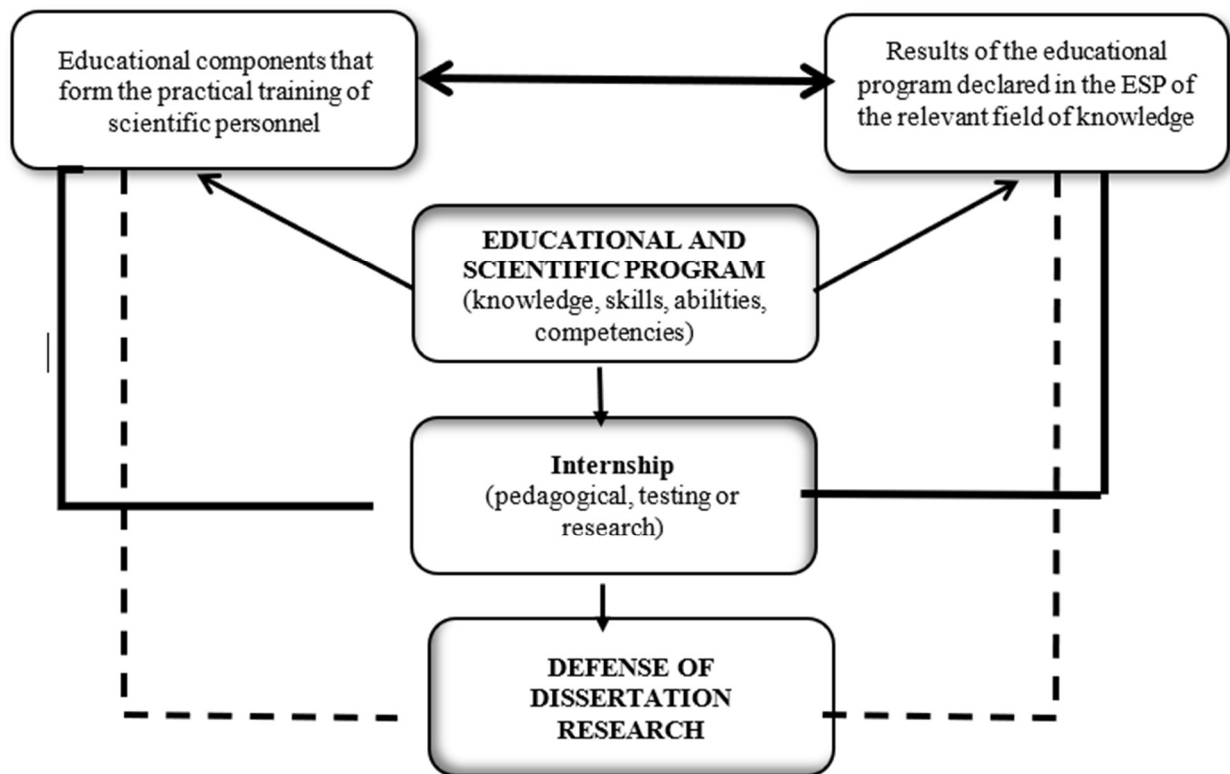 Educational components that
form the practical training of
scientific personnel
Results of the educational
program declared in the ESP of
the relevant field of knowledge
EDUCATIONAL AND
SCIENTIFIC PROGRAM
(knowledge, skills, abilities,
competencies)
Internship
(pedagogical, testing or
research)
DEFENSE OF
DISSERTATION
RESEARCH